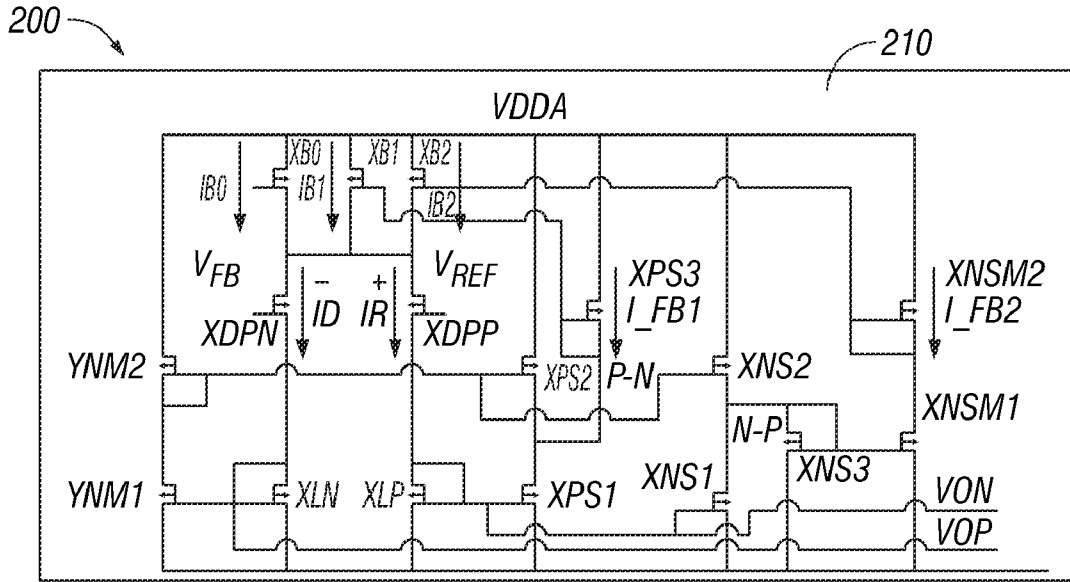 200
210
VDDA
XB0
XB1
XB2
IB0
IB1
IB2
V_FB
V_REF
XPS3
XNSM2
− +
I_FB1
I_FB2
XDPN
ID
IR
XDPP
YNM2
XPS2
P-N
XNS2
XNSM1
N-P
YNM1
XLN
XLP
XPS1
XNS1
XNS3
VON
VOP